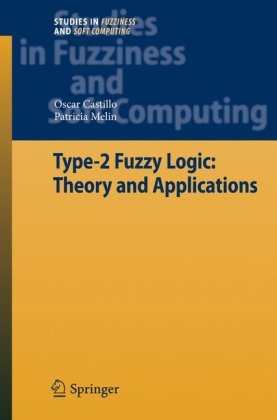 STUDIES IN FUZZINESS
AND SOFT COMPUTING
Studies
in Fuzziness
and
Soft Computing
Oscar Castillo
Patricia Melin
Type-2 Fuzzy Logic:
Theory and Applications
Springer